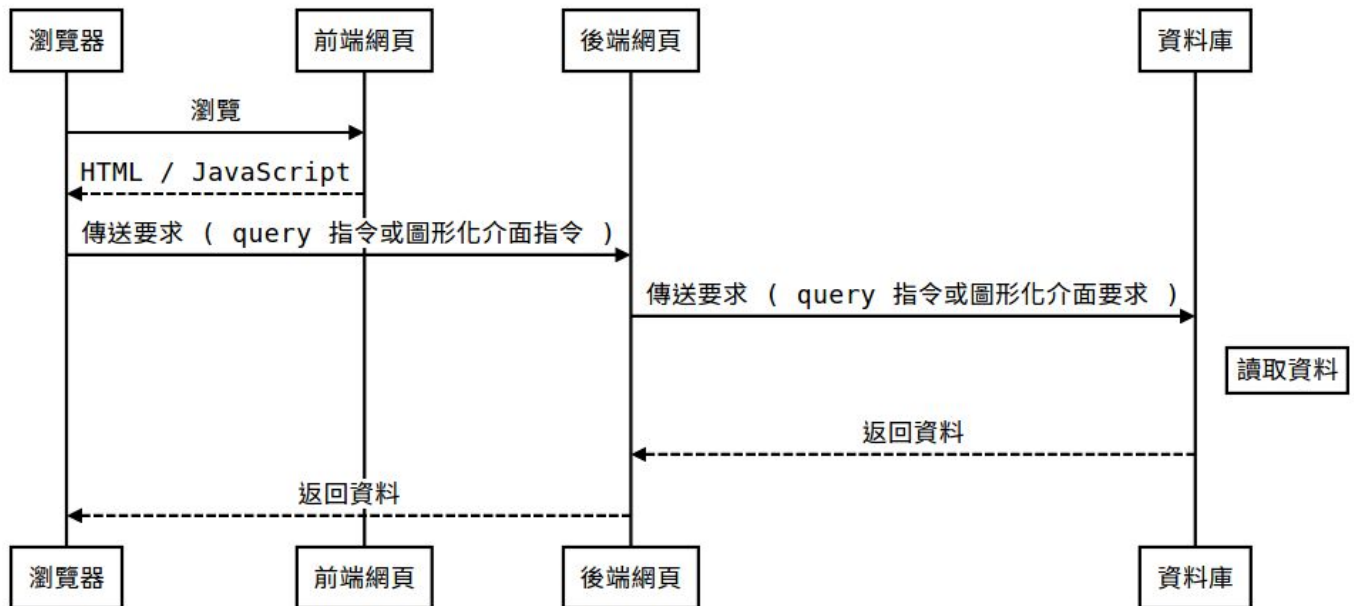 瀏覽器 前端網頁 後端網頁 資料庫
瀏覽
HTML / JavaScript
傳送要求 ( query 指令或圖形化介面指令 )
傳送要求 ( query 指令或圖形化介面要求 )
讀取資料
返回資料
返回資料
瀏覽器 前端網頁 後端網頁 資料庫